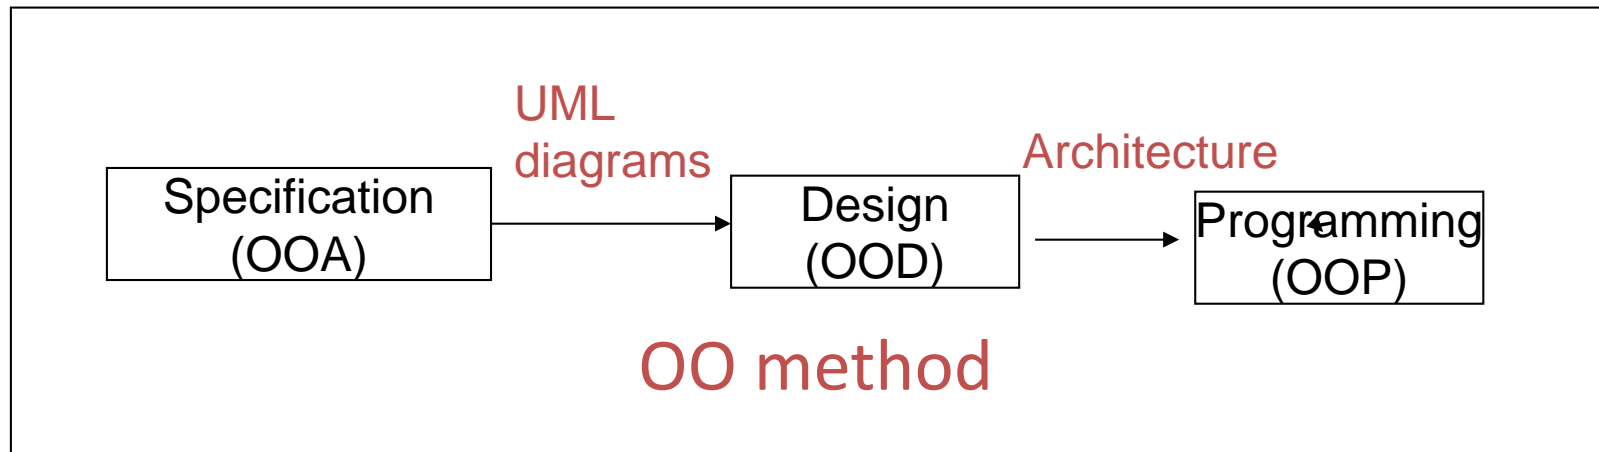 UML
diagrams
Architecture
Specification
(OOA)
Design
(OOD)
Programming
(OOP)
OO method